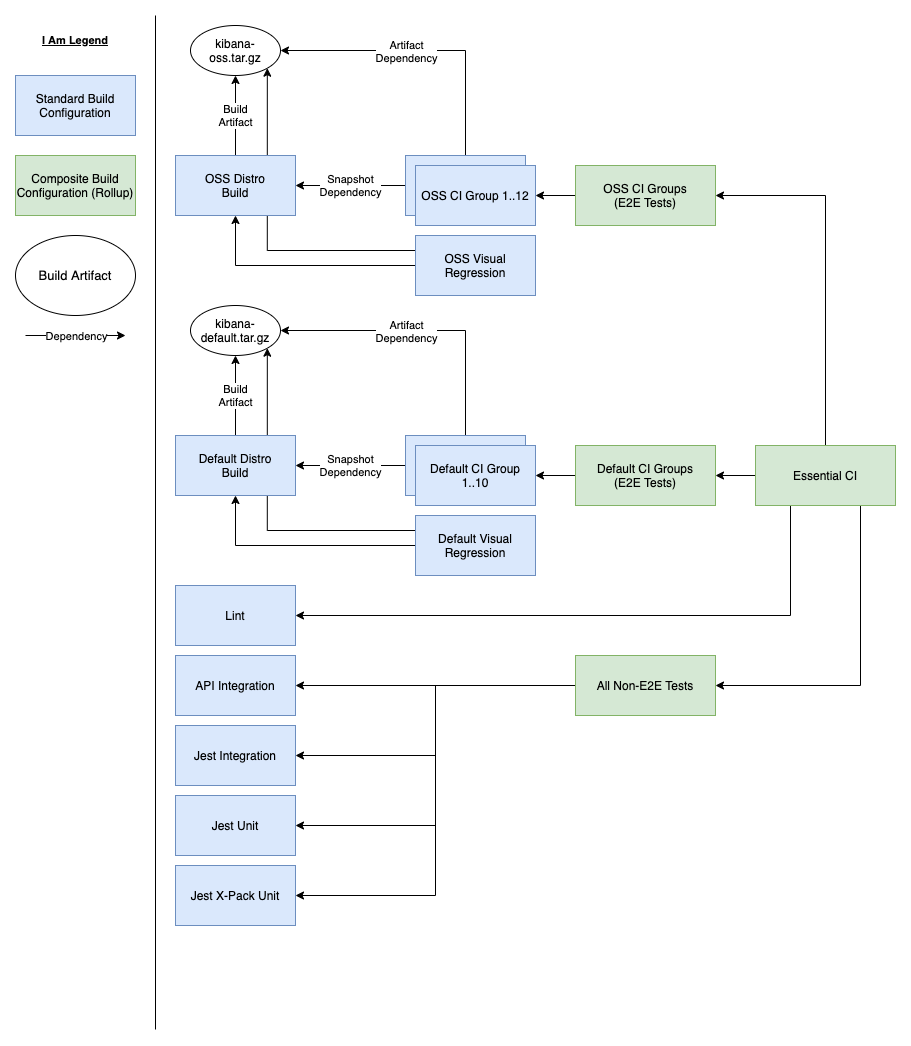 I Am Legend
Standard Build
Configuration
Composite Build
Configuration (Rollup)
Build Artifact
Dependency
kibana-
oss.tar.gz
Artifact
Dependency
Build
Artifact
OSS Distro
Build
Snapshot
Dependency
OSS CI Group 1..12
OSS CI Groups
(E2E Tests)
OSS Visual
Regression
kibana-
default.tar.gz
Artifact
Dependency
Build
Artifact
Default Distro
Build
Snapshot
Dependency
Default CI Group
1..10
Default CI Groups
(E2E Tests)
Essential CI
Default Visual
Regression
Lint
API Integration
All Non-E2E Tests
Jest Integration
Jest Unit
Jest X-Pack Unit